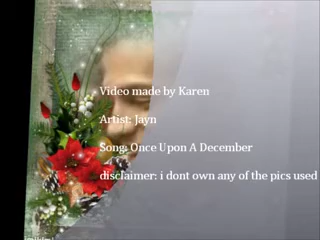 Video made by Karen
Artist: Jayn
Song: Once Upon A December
disclaimer: i dont own any of the pics used